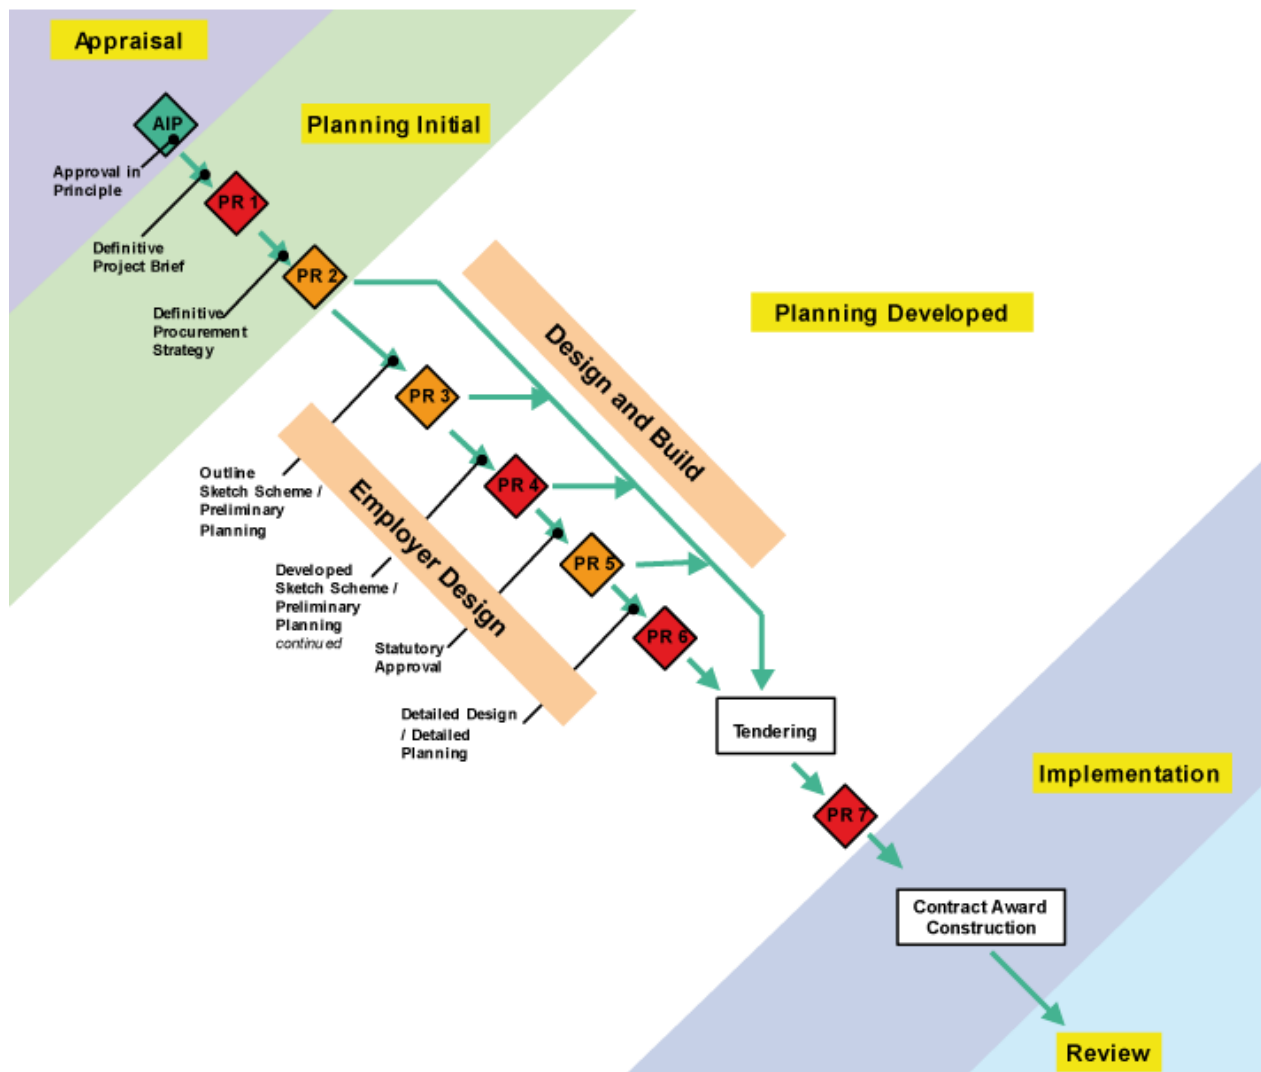 Appraisal
AIP
Planning Initial
Approval in
Principle
PR 1
Definitive
Project Brief
PR 2
Definitive
Procurement
Strategy
Planning Developed
Design and Build
PR 3
Outline
Sketch Scheme /
Preliminary
Planning
PR 4
Employer Design
Developed
Sketch Scheme /
Preliminary
Planning
continued
PR 5
Statutory
Approval
PR 6
Detailed Design
/ Detailed
Planning
Tendering
Implementation
PR 7
Contract Award
Construction
Review